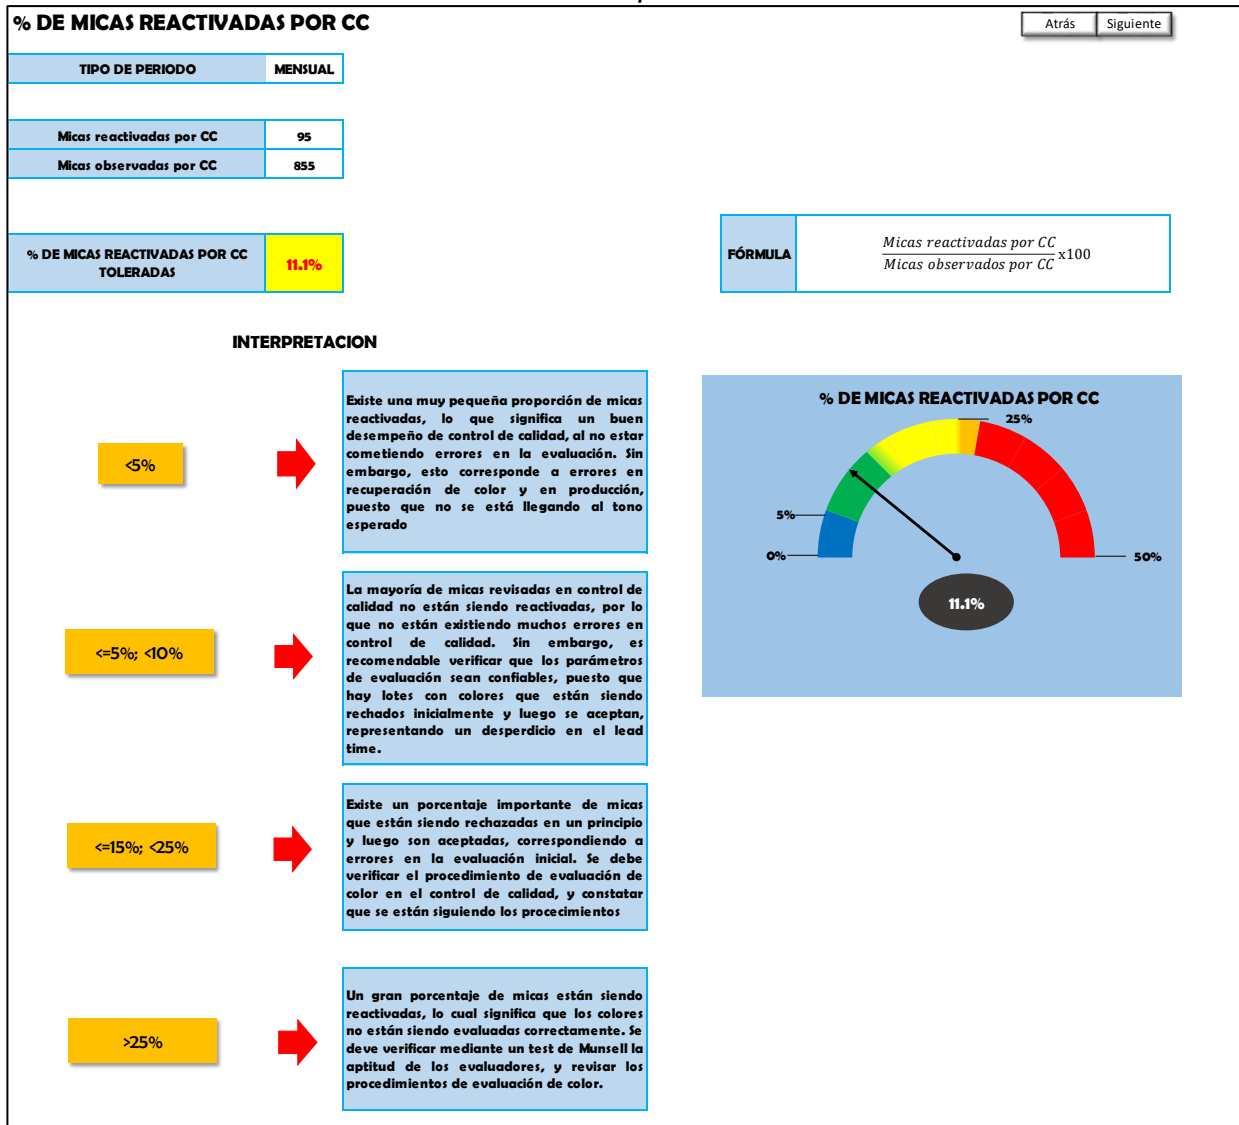 % DE MICAS REACTIVADAS POR CC
Atrás
Siguiente
TIPO DE PERIODO
MENSUAL
Micas reactivadas por CC
95
Micas observadas por CC
855
% DE MICAS REACTIVADAS POR CC
TOLERADAS
11.1%
FÓRMULA
Micas reactivadas por CC
Micas observados por CC
x100
INTERPRETACION
<5%
Existe una muy pequeña proporción de micas
reactivadas, lo que significa un buen
desempeño de control de calidad, al no estar
cometiendo errores en la evaluación. Sin
embargo, esto corresponde a errores en
recuperación de color y en producción,
puesto que no se está llegando al tono
esperado
<=5%; <10%
La mayoría de micas revisadas en control de
calidad no están siendo reactivadas, por lo
que no están existiendo muchos errores en
control de calidad. Sin embargo, es
recomendable verificar que los parámetros
de evaluación sean confiables, puesto que
hay lotes con colores que están siendo
rechados inicialmente y luego se aceptan,
representando un desperdicio en el lead
time.
<=15%; <25%
Existe un porcentaje importante de micas
que están siendo rechazadas en un principio
y luego son aceptadas, correspondiendo a
errores en la evaluación inicial. Se debe
verificar el procedimiento de evaluación de
color en el control de calidad, y constatar
que se están siguiendo los procecimientos
>25%
Un gran porcentaje de micas están siendo
reactivadas, lo cual significa que los colores
no están siendo evaluadas correctamente. Se
deve verificar mediante un test de Munsell la
aptitud de los evaluadores, y revisar los
procedimientos de evaluación de color.
% DE MICAS REACTIVADAS POR CC
25%
5%
0%
50%
11.1%